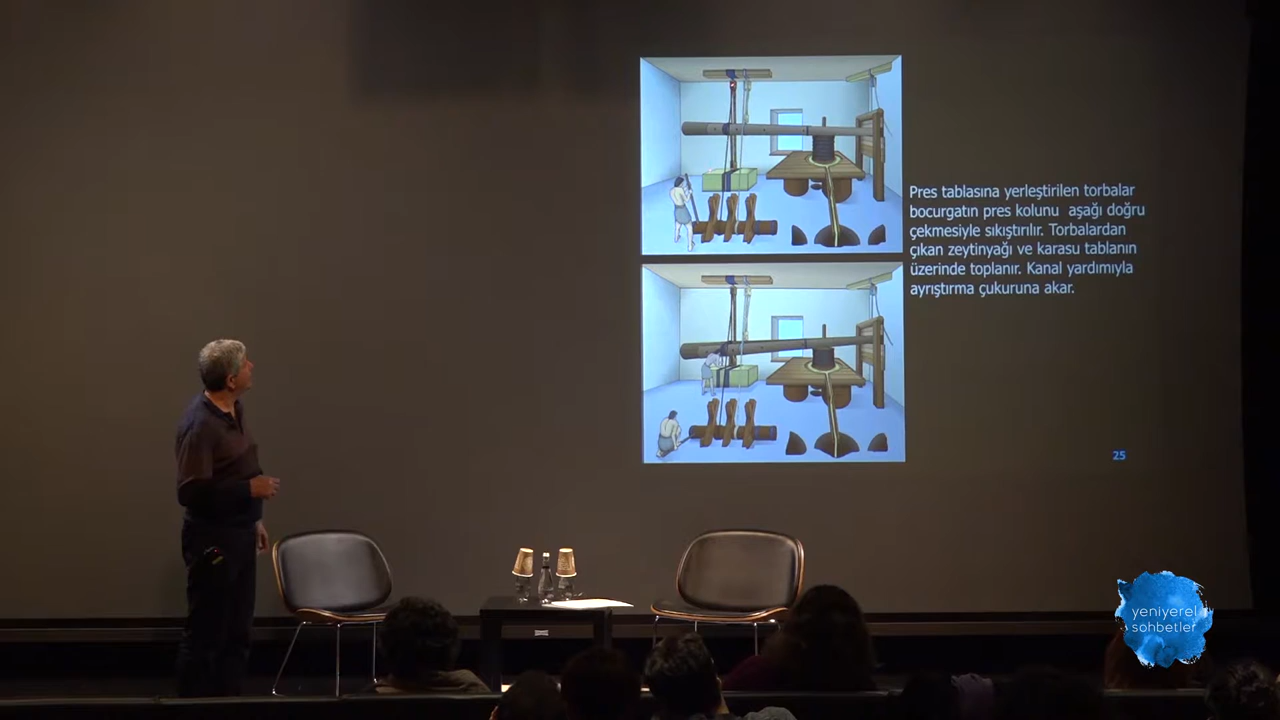 Pres tablasına yerleştirilen torbalar
bocurgatın pres kolunu aşağı doğru
çekmesiyle sıkıştırılır. Torbalardan
çıkan zeytinyağı ve karasu tablanın
üzerinde toplanır. Kanal yardımıyla
ayrıştırma çukuruna akar.
25
yeniyerel
sohbetler